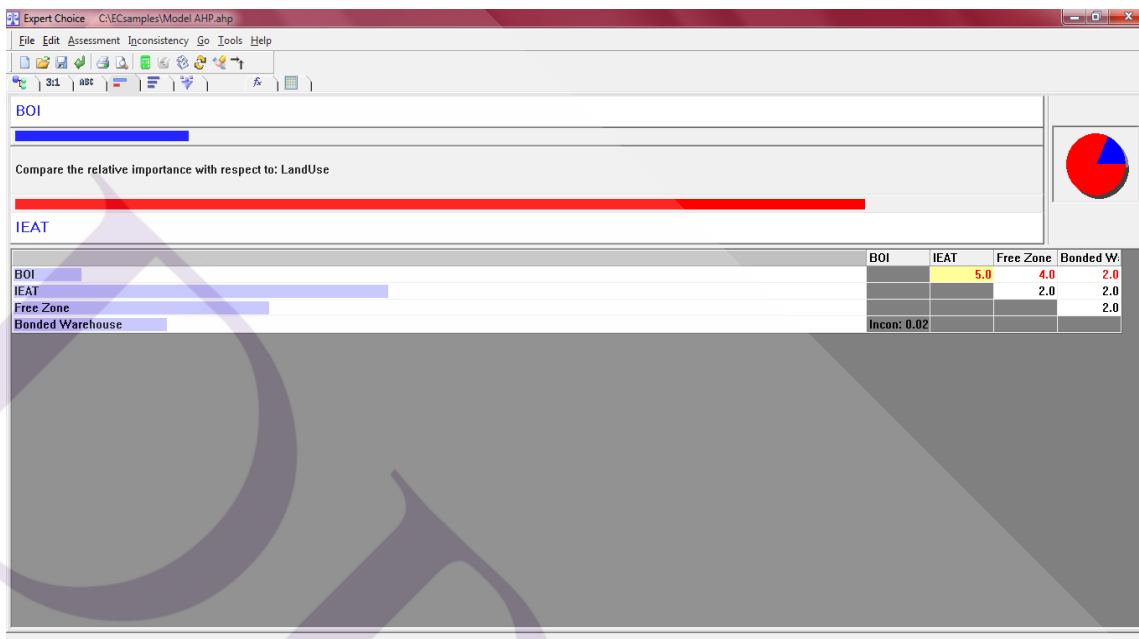 Expert Choice C:\ECsamples\Model AHP.ahp
File Edit Assessment Inconsistency Go Tools Help
3:1 ABC fx
BOI
Compare the relative importance with respect to: LandUse
IEAT
BOI IEAT Free Zone Bonded Wa
BOI 5.0 4.0 2.0
IEAT 2.0 2.0
Free Zone 2.0
Bonded Warehouse Incon: 0.02